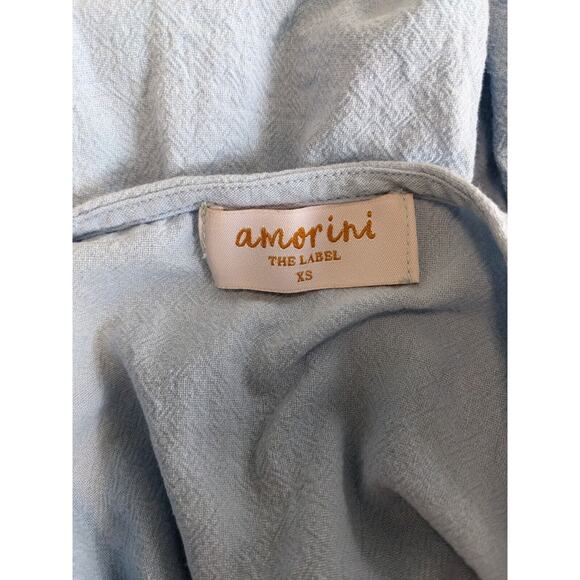 amorini
THE LABEL
XS